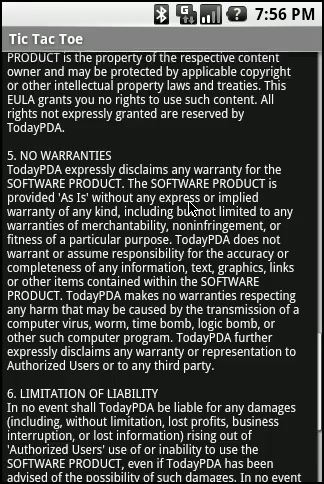 7:56 PM
Tic Tac Toe
PRODUCT is the property of the respective content
owner and may be protected by applicable copyright
or other intellectual property laws and treaties. This
EULA grants you no rights to use such content. All
rights not expressly granted are reserved by
TodayPDA.
5. NO WARRANTIES
TodayPDA expressly disclaims any warranty for the
SOFTWARE PRODUCT. The SOFTWARE PRODUCT is
provided 'As Is' without any express or implied
warranty of any kind, including but not limited to any
warranties of merchantability, noninfringement, or
fitness of a particular purpose. TodayPDA does not
warrant or assume responsibility for the accuracy or
completeness of any information, text, graphics, links
or other items contained within the SOFTWARE
PRODUCT. TodayPDA makes no warranties respecting
any harm that may be caused by the transmission of a
computer virus, worm, time bomb, logic bomb, or
other such computer program. TodayPDA further
expressly disclaims any warranty or representation to
Authorized Users or to any third party.
6. LIMITATION OF LIABILITY
In no event shall TodayPDA be liable for any damages
(including, without limitation, lost profits, business
interruption, or lost information) rising out of
'Authorized Users' use of or inability to use the
SOFTWARE PRODUCT, even if TodayPDA has been
advised of the possibility of such damages. In no event